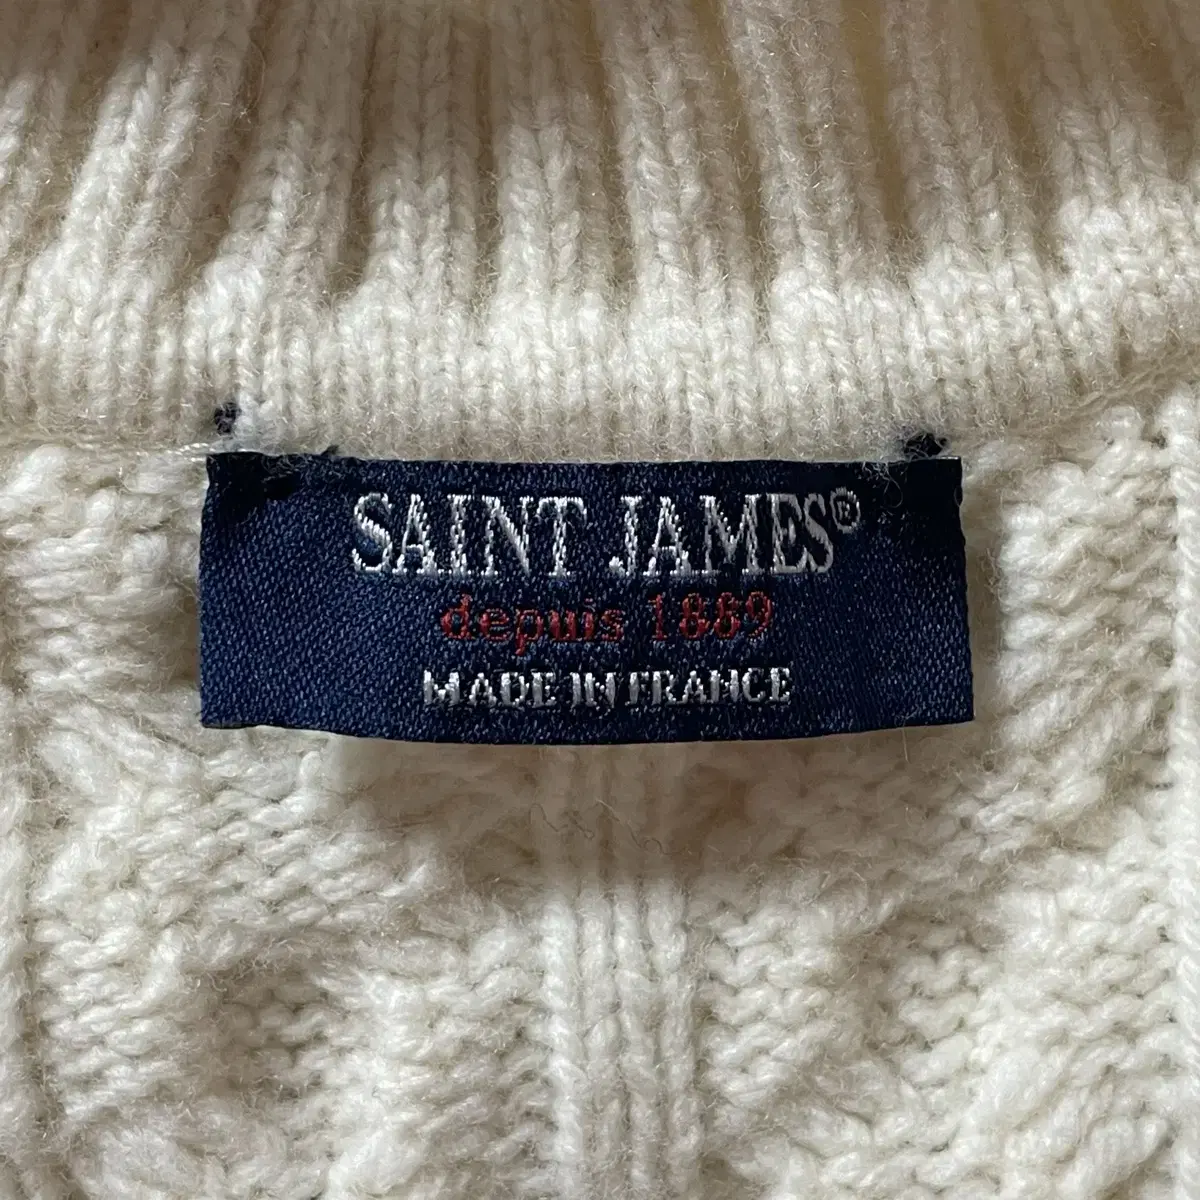 SAINT JAMES®
depuis 1889
MADE IN FRANCE